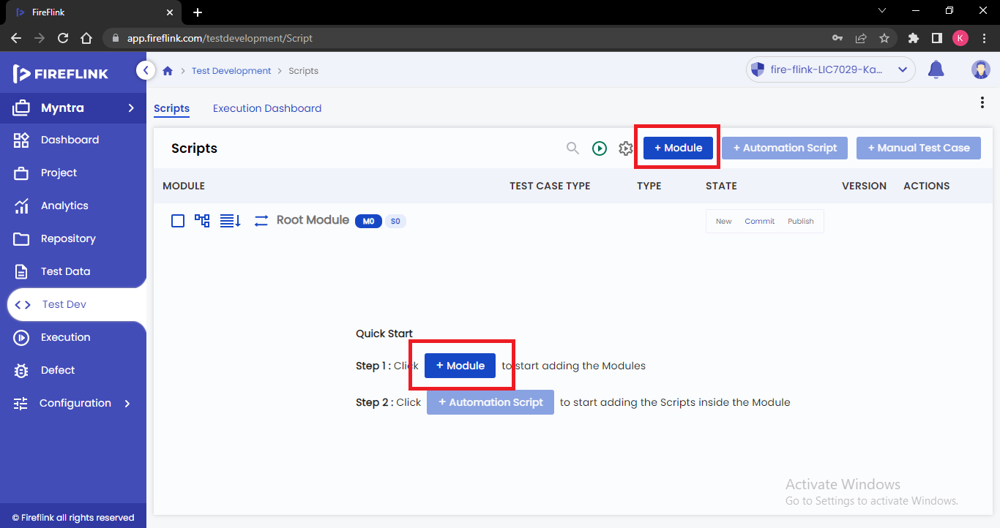 FireFlink
app.fireflink.com/testdevelopment/Script
K
FIREFLINK
Test Development > Scripts
fire-flink-LIC7029-Ka...
Myntra
Dashboard
Project
Analytics
Repository
Test Data
Test Dev
Execution
Defect
Configuration
© Fireflink all rights reserved
Scripts
Execution Dashboard
Scripts
+ Module
+ Automation Script
+ Manual Test Case
MODULE TEST CASE TYPE TYPE STATE VERSION ACTIONS
Root Module M0 S0 New Commit Publish
Quick Start
Step 1 : Click + Module to start adding the Modules
Step 2 : Click + Automation Script to start adding the Scripts inside the Module
Activate Windows
Go to Settings to activate Windows.